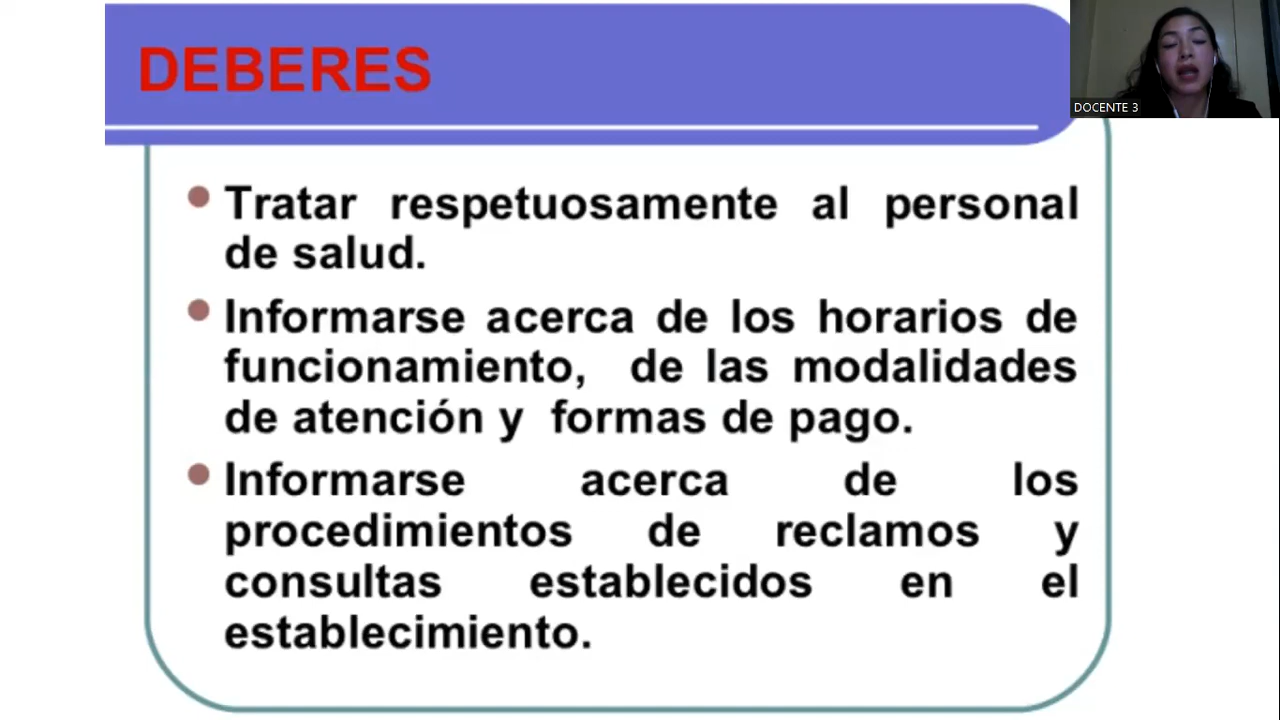 DEBERES
DOCENTE 3
Tratar respetuosamente al personal
de salud.
Informarse acerca de los horarios de
funcionamiento, de las modalidades
de atención y formas de pago.
Informarse acerca de los
procedimientos de reclamos y
consultas establecidos en el
establecimiento.